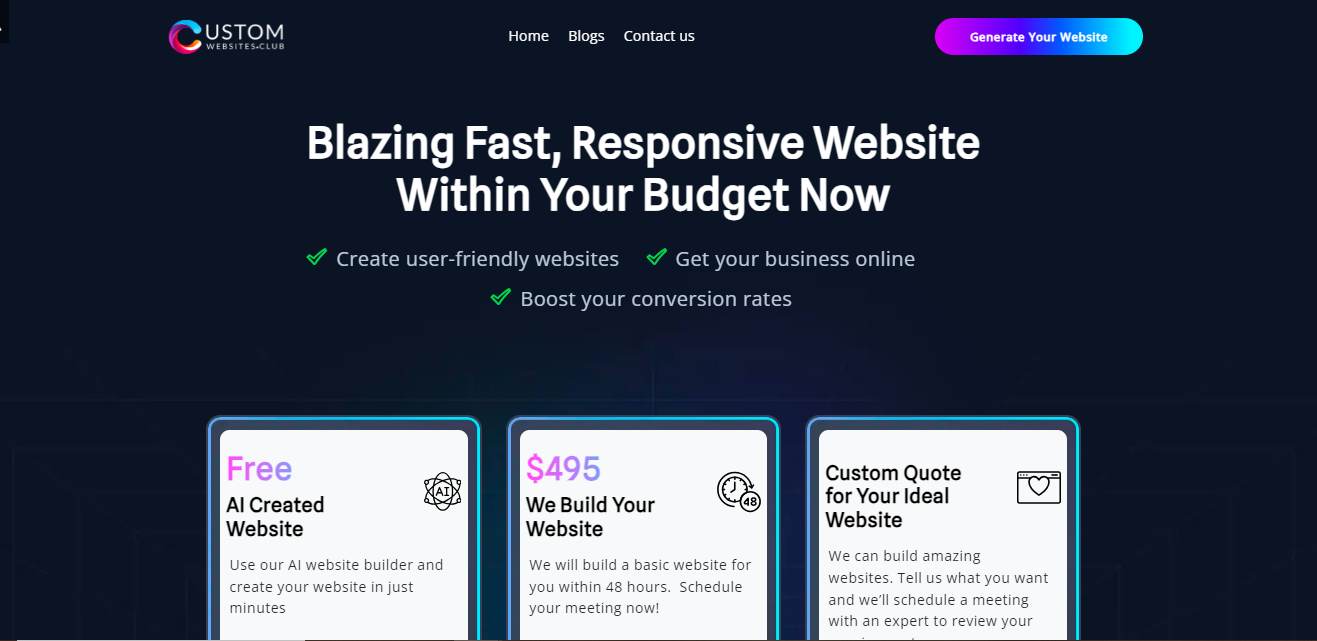 CUSTOM
WEBSITES.CLUB
Home Blogs Contact us
Generate Your Website
Blazing Fast, Responsive Website
Within Your Budget Now
Create user-friendly websites Get your business online
Boost your conversion rates
Free
AI Created
Website
AI
Use our AI website builder and
create your website in just
minutes
$495
We Build Your
Website
48
We will build a basic website for
you within 48 hours. Schedule
your meeting now!
Custom Quote
for Your Ideal
Website
We can build amazing
websites. Tell us what you want
and we’ll schedule a meeting
with an expert to review your